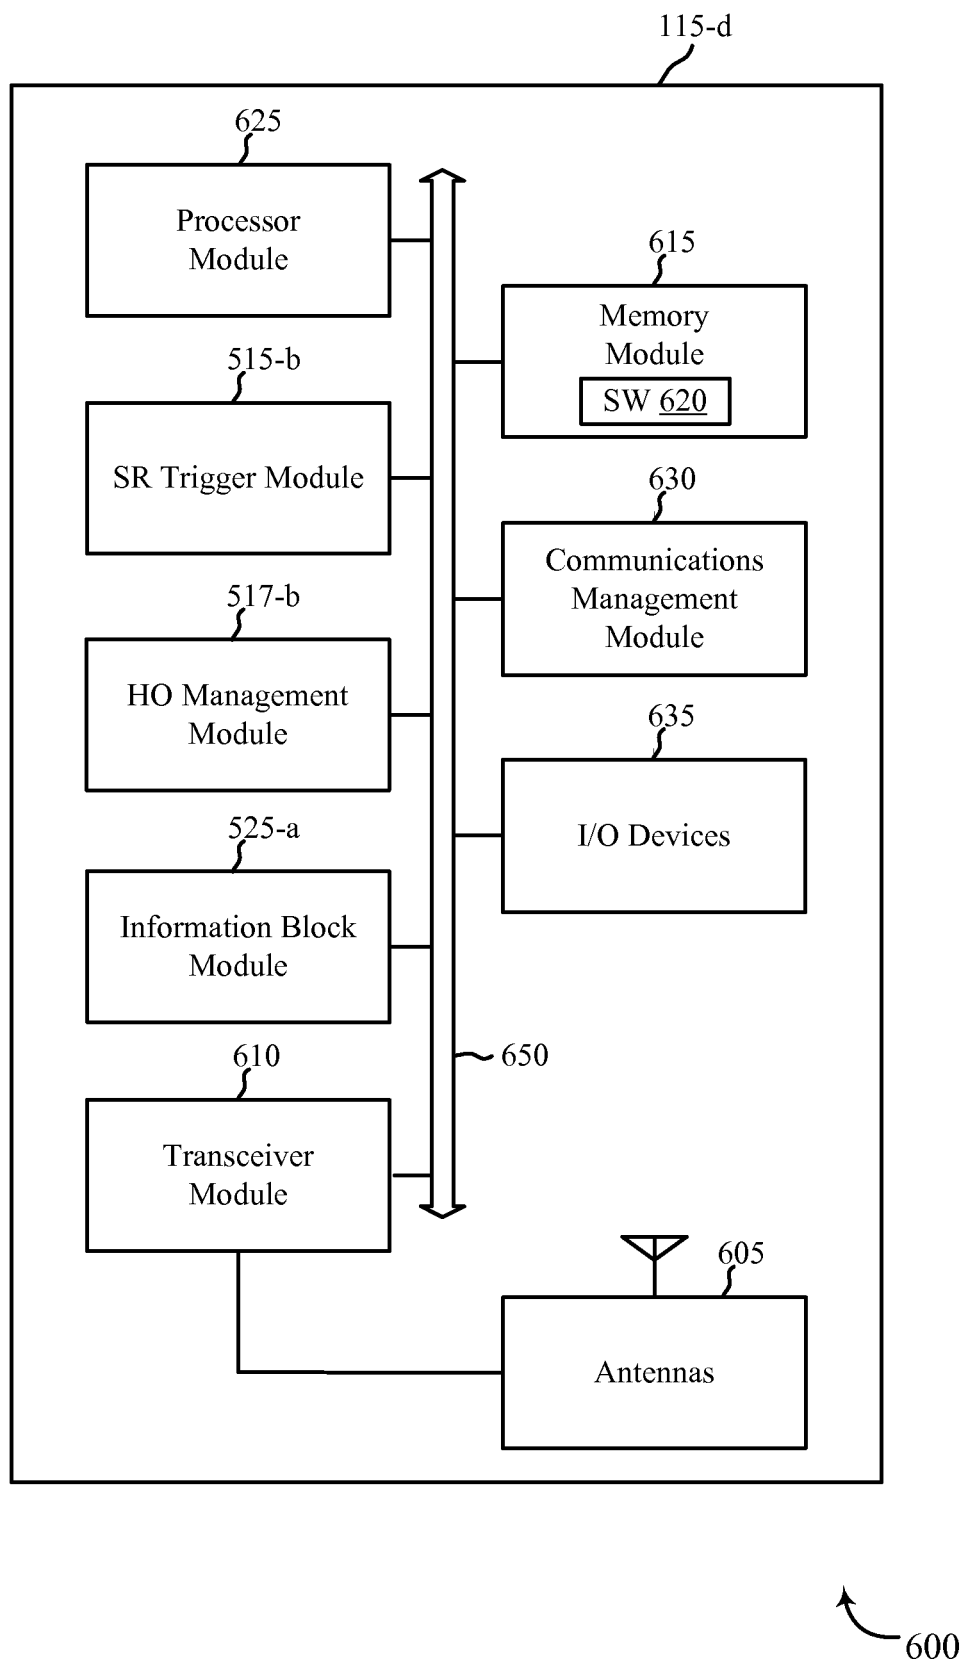 115-d
625
Processor
Module
615
Memory
Module
SW 620
515-b
SR Trigger Module
630
Communications
Management
Module
517-b
HO Management
Module
635
I/O Devices
525-a
Information Block
Module
650
610
Transceiver
Module
605
Antennas
600